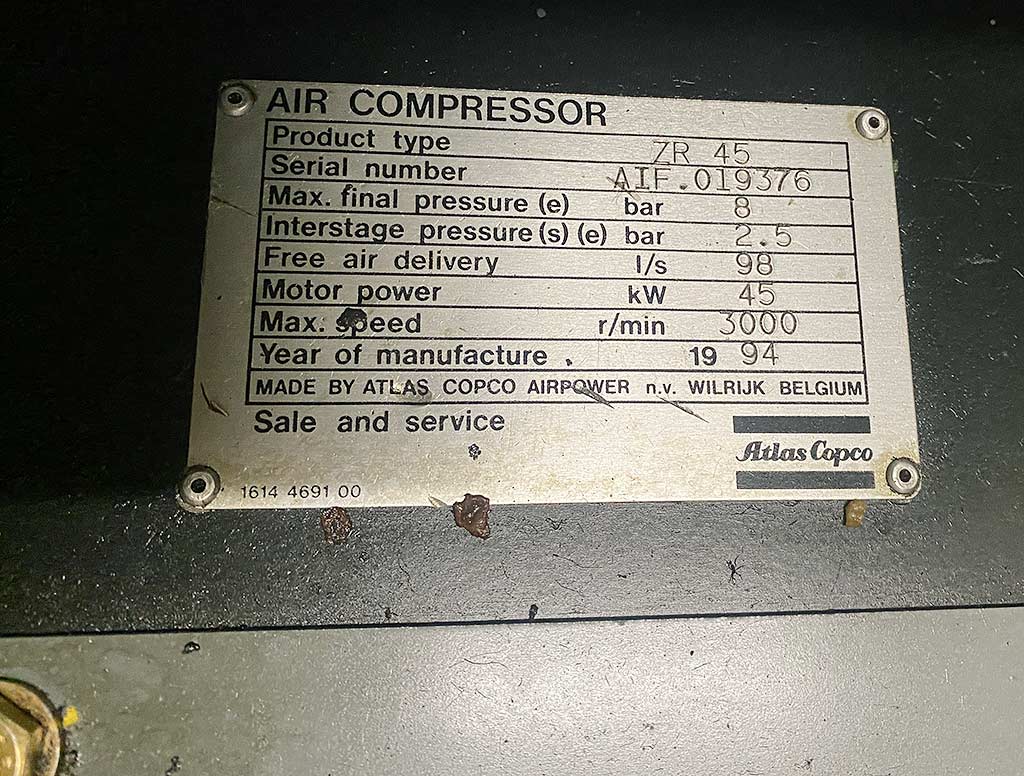 AIR COMPRESSOR
Product type ZR 45
Serial number AIF.019376
Max. final pressure (e) bar 8
Interstage pressure (s) (e) bar 2.5
Free air delivery l/s 98
Motor power kW 45
Max. speed r/min 3000
Year of manufacture . 19 94
MADE BY ATLAS COPCO AIRPOWER n.v. WILRIJK BELGIUM
Sale and service
Atlas Copco
1614 4691 00